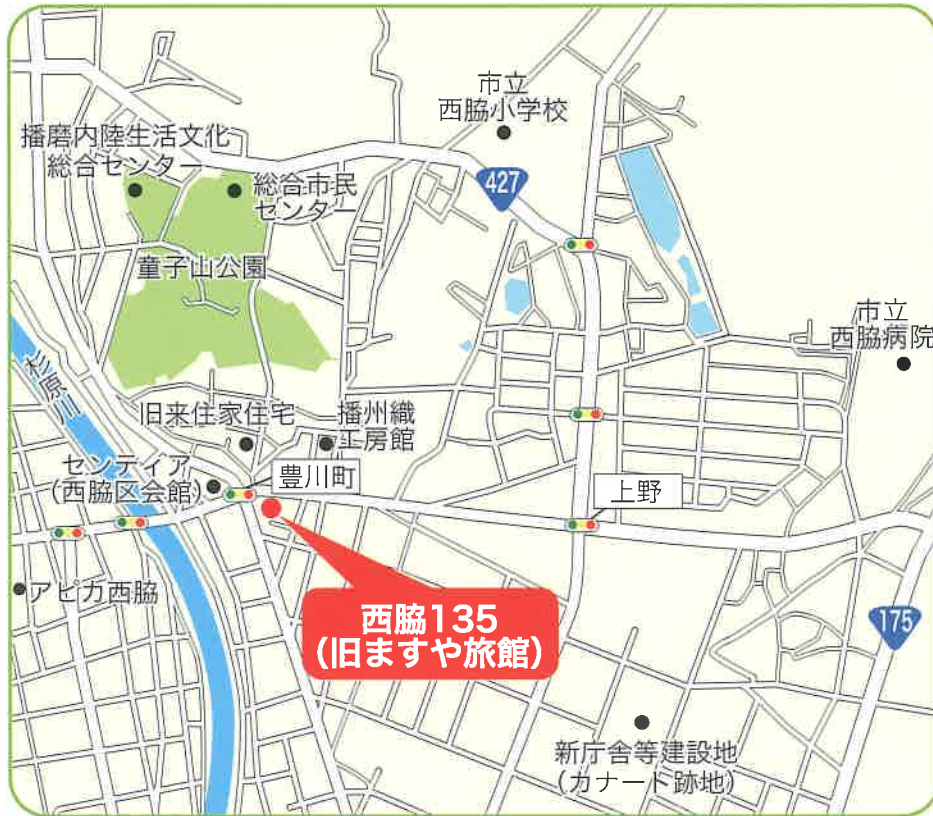 市立
西脇小学校
播磨内陸生活文化
総合センター
総合市民
センター
427
童子山公園
市立
西脇病院
杉原川
旧来住家住宅
播州織
工房館
センティア
(西脇区会館)
豊川町
上野
アピカ西脇
西脇135
(旧ますや旅館)
175
新庁舎等建設地
(カナート跡地)